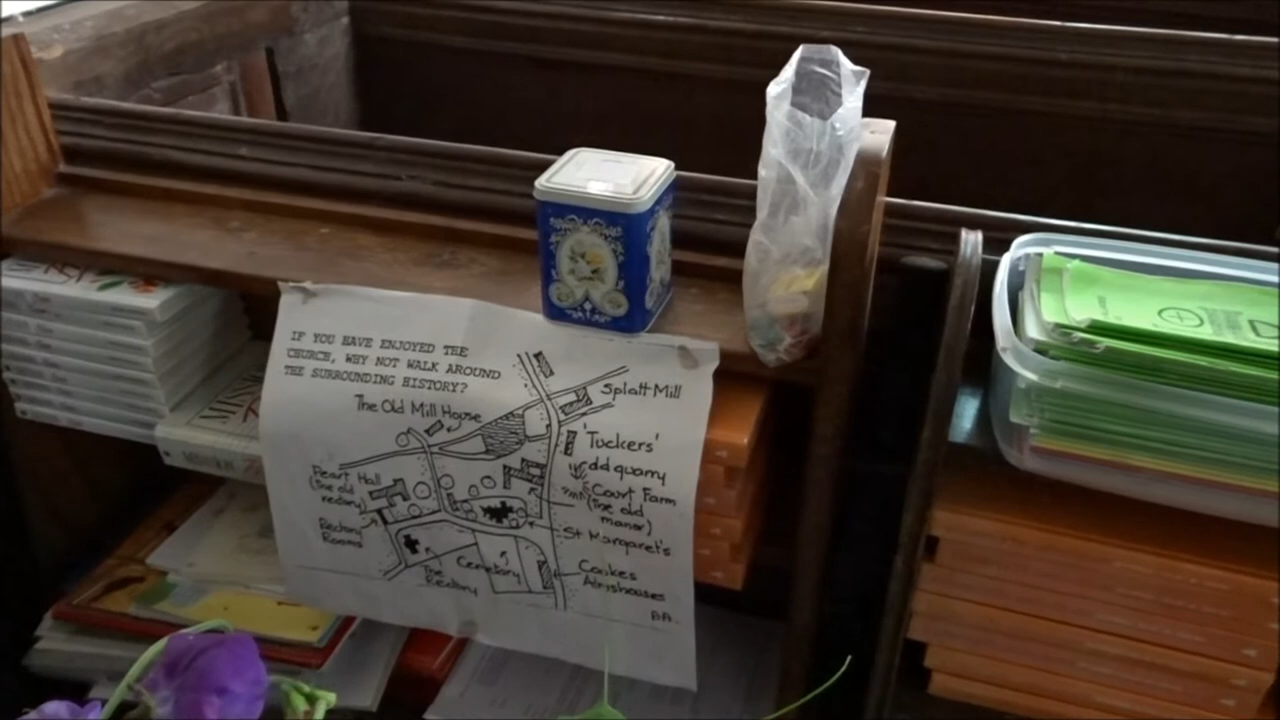 IF YOU HAVE ENJOYED THE
CHURCH, WHY NOT WALK AROUND
THE SURROUNDING HISTORY?
Splatt Mill
The Old Mill House
'Tuckers'
old quarry
Peart Hall
(the old
rectory)
Court Farm
(the old
manor)
Rectory
Rooms
St Margaret's
Cemetery
The
Rectory
Cookes
Almshouses